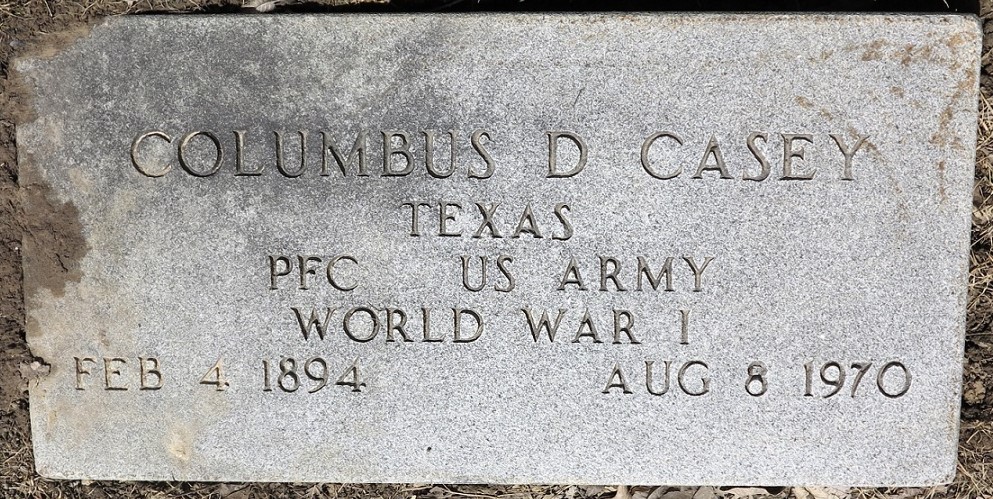 COLUMBUS D CASEY
TEXAS
PFC US ARMY
WORLD WAR I
FEB 4 1894 AUG 8 1970